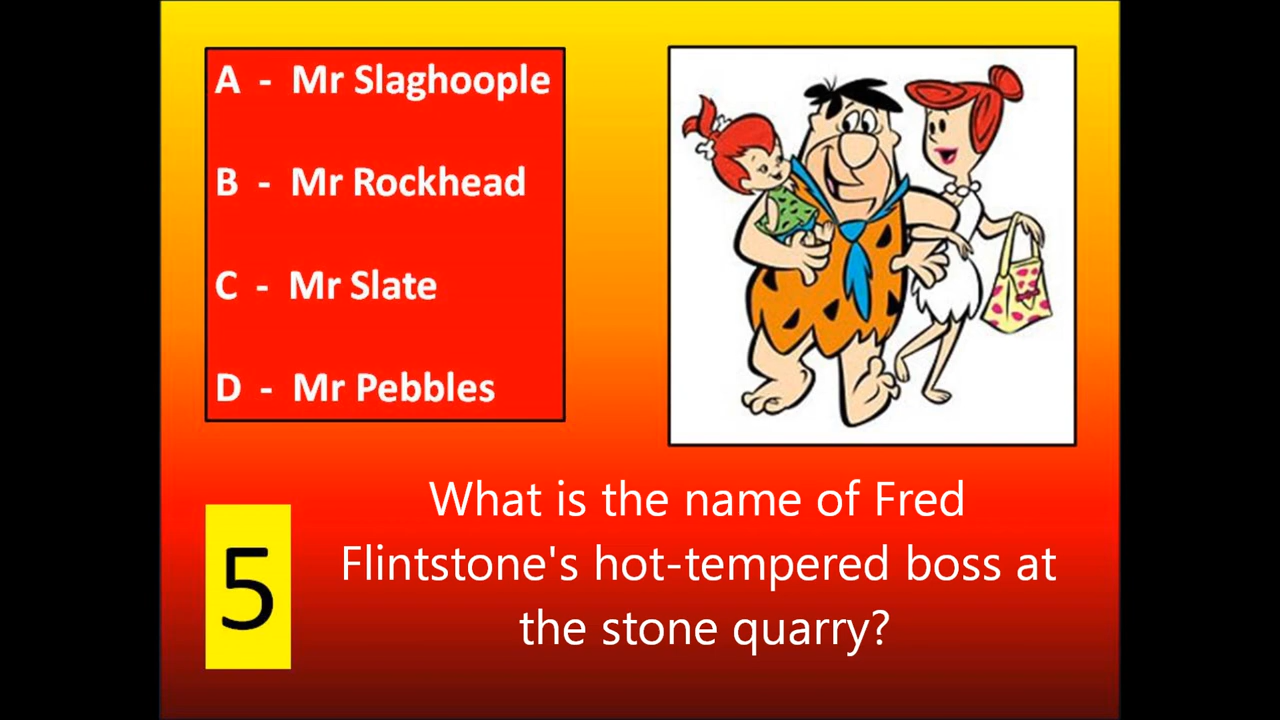 A - Mr Slaghoople
B - Mr Rockhead
C - Mr Slate
D - Mr Pebbles
5
What is the name of Fred
Flintstone's hot-tempered boss at
the stone quarry?